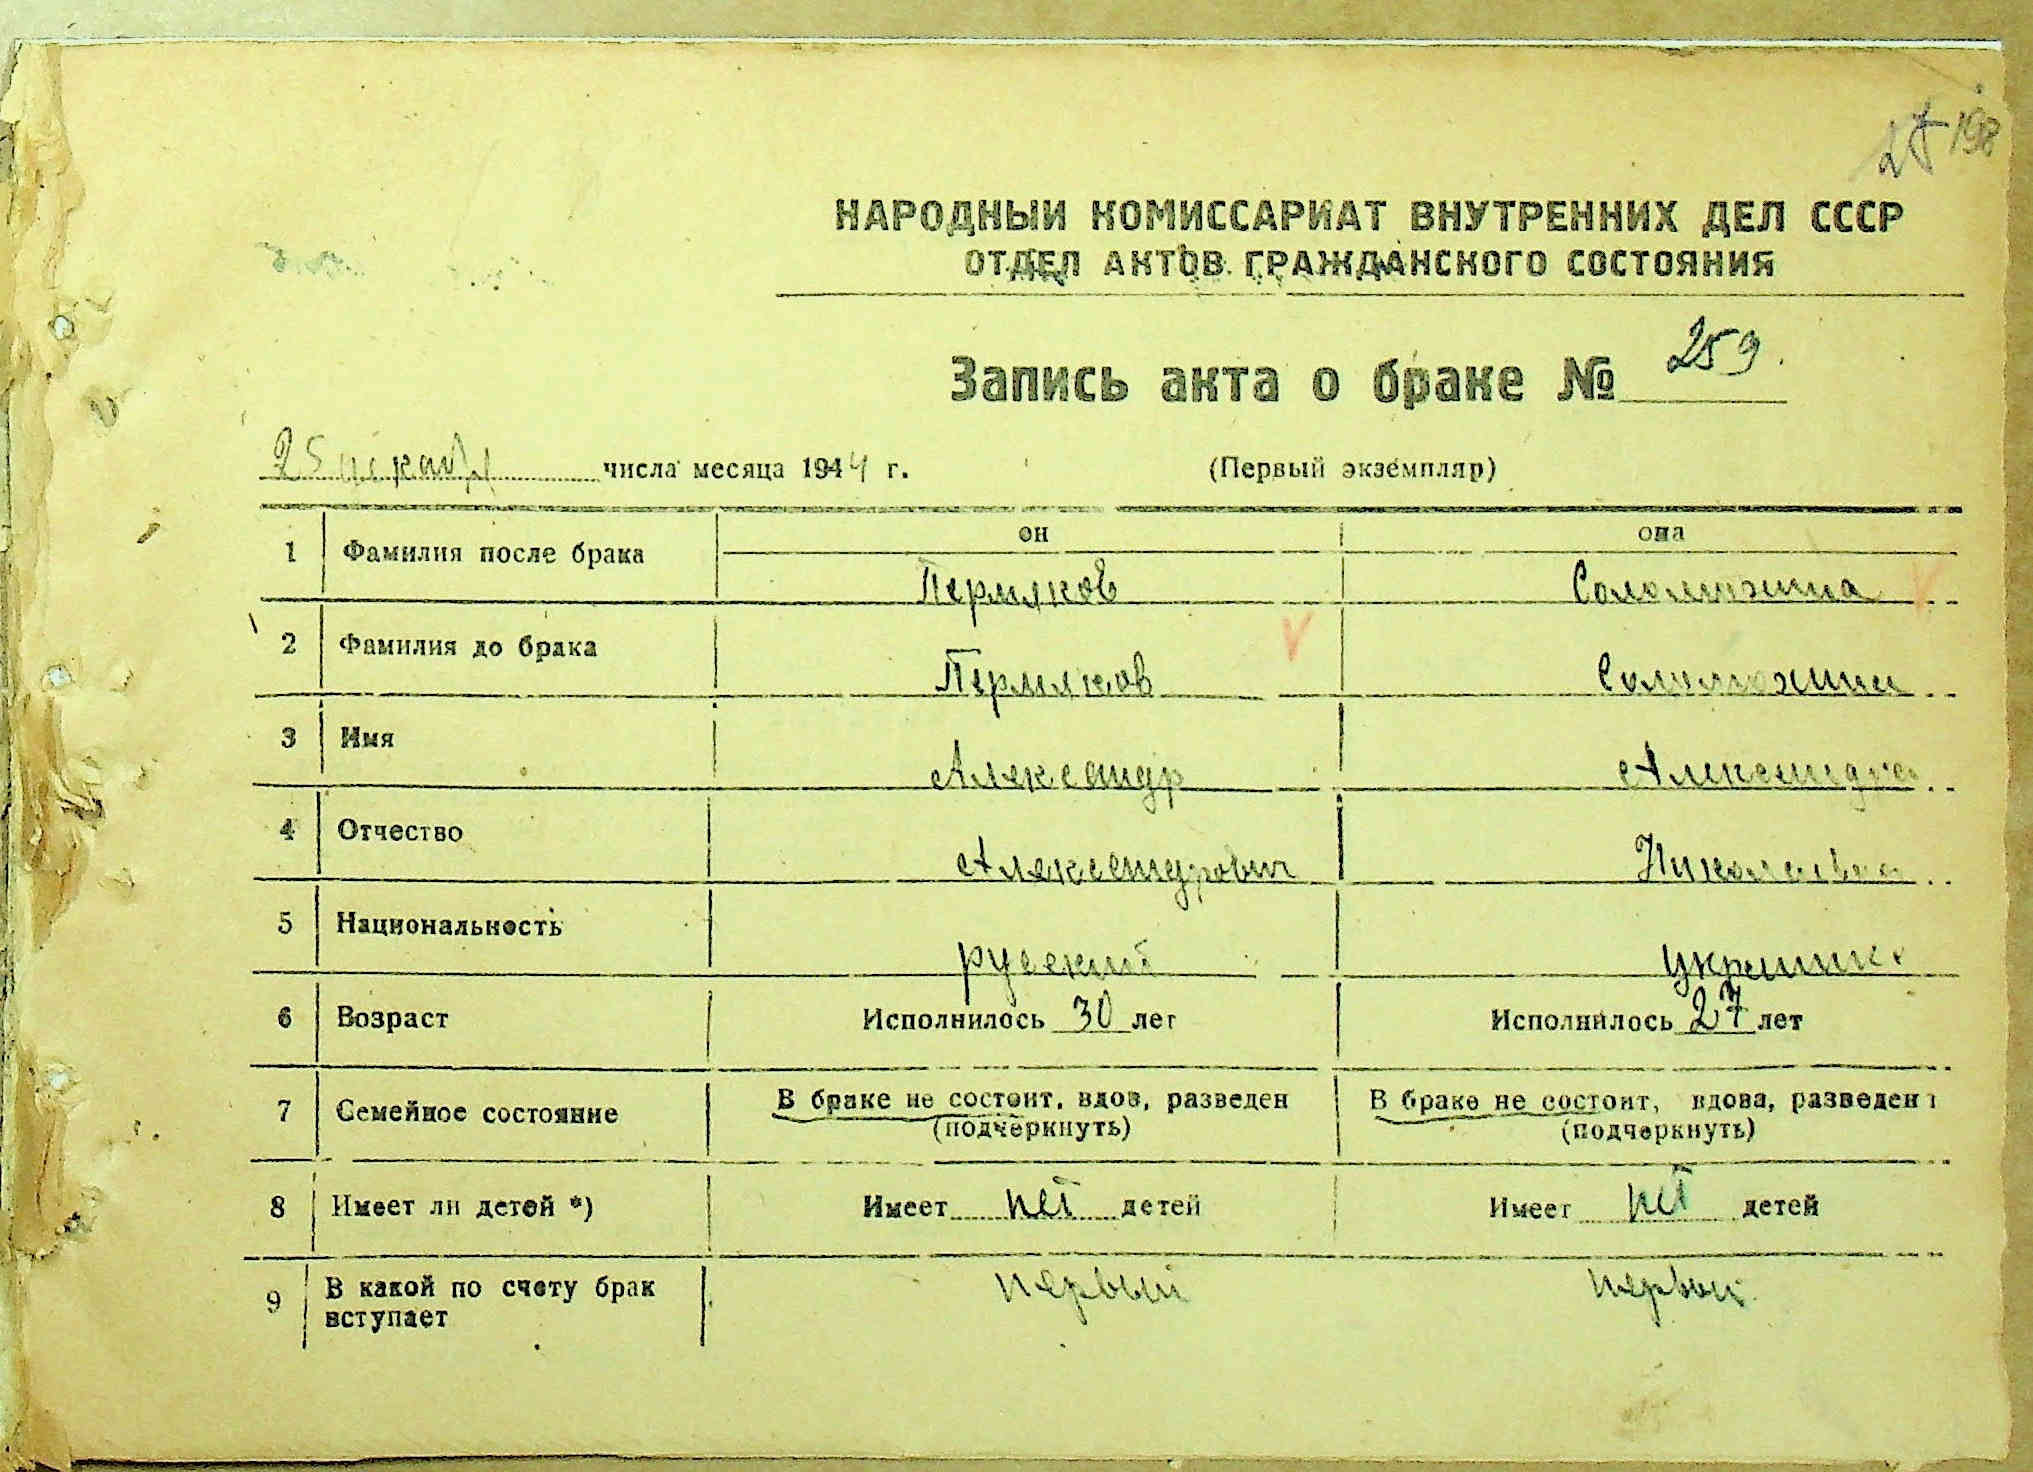 198
НАРОДНЫЙ КОМИССАРИАТ ВНУТРЕННИХ ДЕЛ СССР
ОТДЕЛ АКТОВ ГРАЖДАНСКОГО СОСТОЯНИЯ
Запись акта о браке № 259.
25 числа месяца 1944 г. (Первый экземпляр)
он она
1 Фамилия после брака Пермяков
2 Фамилия до брака Пермяков
3 Имя Александр Александра
4 Отчество Александрович Николаевна
5 Национальность русский украинка
6 Возраст Исполнилось 30 лет Исполнилось 27 лет
7 Семейное состояние В браке не состоит, вдов, разведен В браке не состоит, вдова, разведена
(подчеркнуть) (подчеркнуть)
8 Имеет ли детей *) Имеет нет детей Имеет нет детей
9 В какой по счету брак вступает первый первый